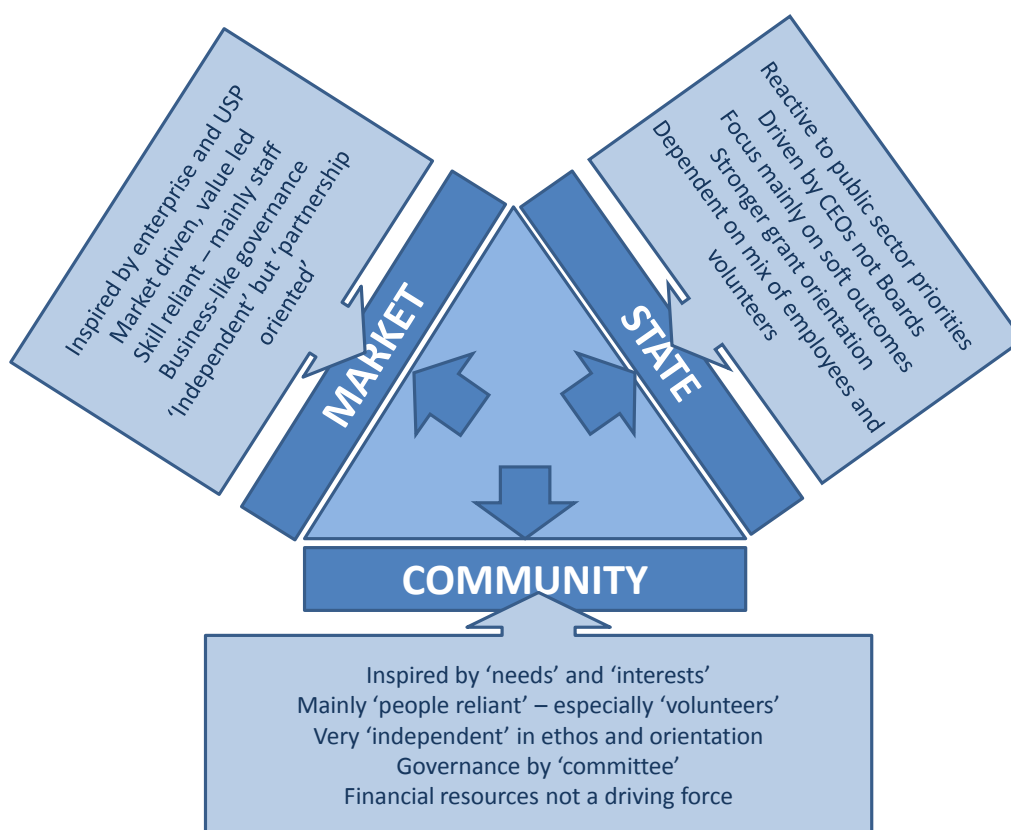 Inspired by enterprise and USP
Market driven, value led
Skill reliant – mainly staff
Business-like governance
‘Independent’ but ‘partnership
oriented’
MARKET
Reactive to public sector priorities
Driven by CEOs not Boards
Focus mainly on soft outcomes
Stronger grant orientation
Dependent on mix of employees and
volunteers
STATE
COMMUNITY
Inspired by ‘needs’ and ‘interests’
Mainly ‘people reliant’ – especially ‘volunteers’
Very ‘independent’ in ethos and orientation
Governance by ‘committee’
Financial resources not a driving force